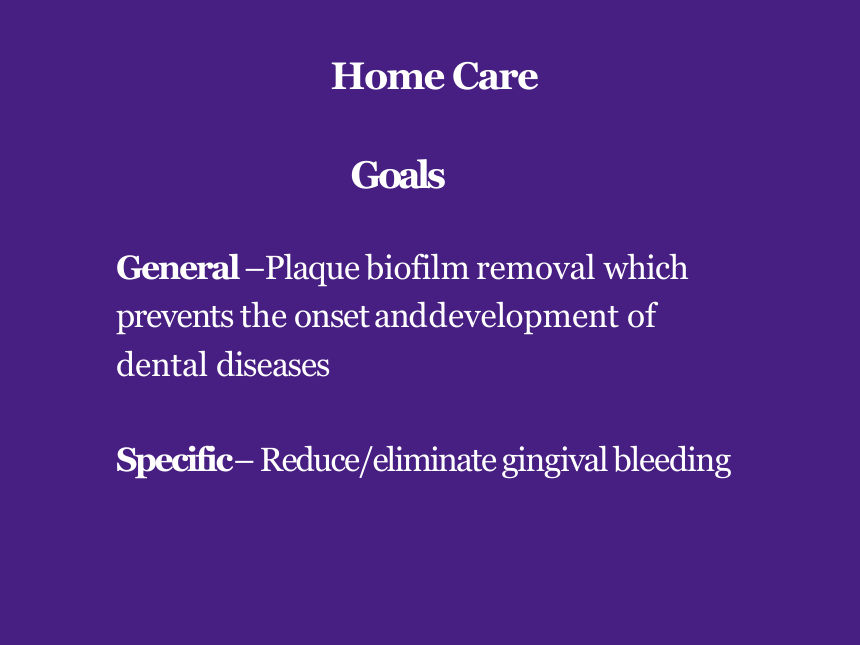 Home Care
Goals
General –Plaque biofilm removal which
prevents the onset anddevelopment of
dental diseases
Specific– Reduce/eliminate gingival bleeding